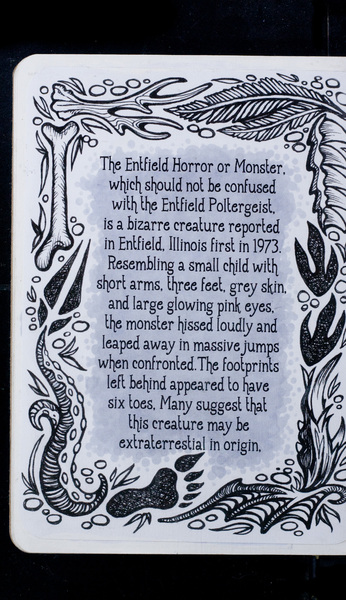 The Entfield Horror or Monster,
which should not be confused
with the Entfield Poltergeist,
is a bizarre creature reported
in Entfield, Illinois first in 1973.
Resembling a small child with
short arms, three feet, grey skin,
and large glowing pink eyes,
the monster hissed loudly and
leaped away in massive jumps
when confronted. The footprints
left behind appeared to have
six toes. Many suggest that
this creature may be
extraterrestial in origin.